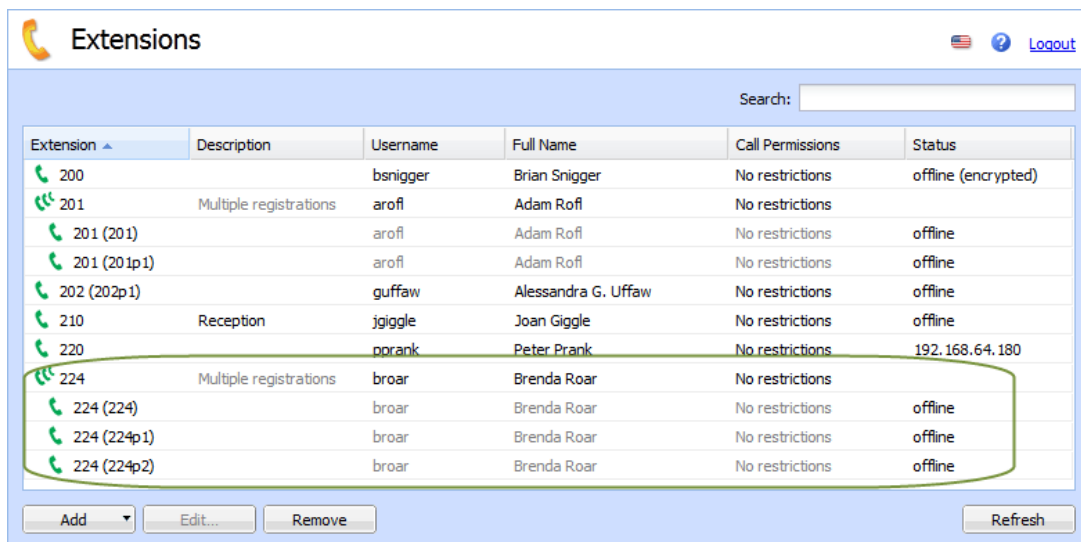 Extensions
Logout
Search:
Extension Description Username Full Name Call Permissions Status
200 bsnigger Brian Snigger No restrictions offline (encrypted)
201 Multiple registrations arofl Adam Rofl No restrictions
201 (201) arofl Adam Rofl No restrictions offline
201 (201p1) arofl Adam Rofl No restrictions offline
202 (202p1) guffaw Alessandra G. Uffaw No restrictions offline
210 Reception jgiggle Joan Giggle No restrictions offline
220 pprank Peter Prank No restrictions 192.168.64.180
224 Multiple registrations broar Brenda Roar No restrictions
224 (224) broar Brenda Roar No restrictions offline
224 (224p1) broar Brenda Roar No restrictions offline
224 (224p2) broar Brenda Roar No restrictions offline
Add Edit... Remove Refresh